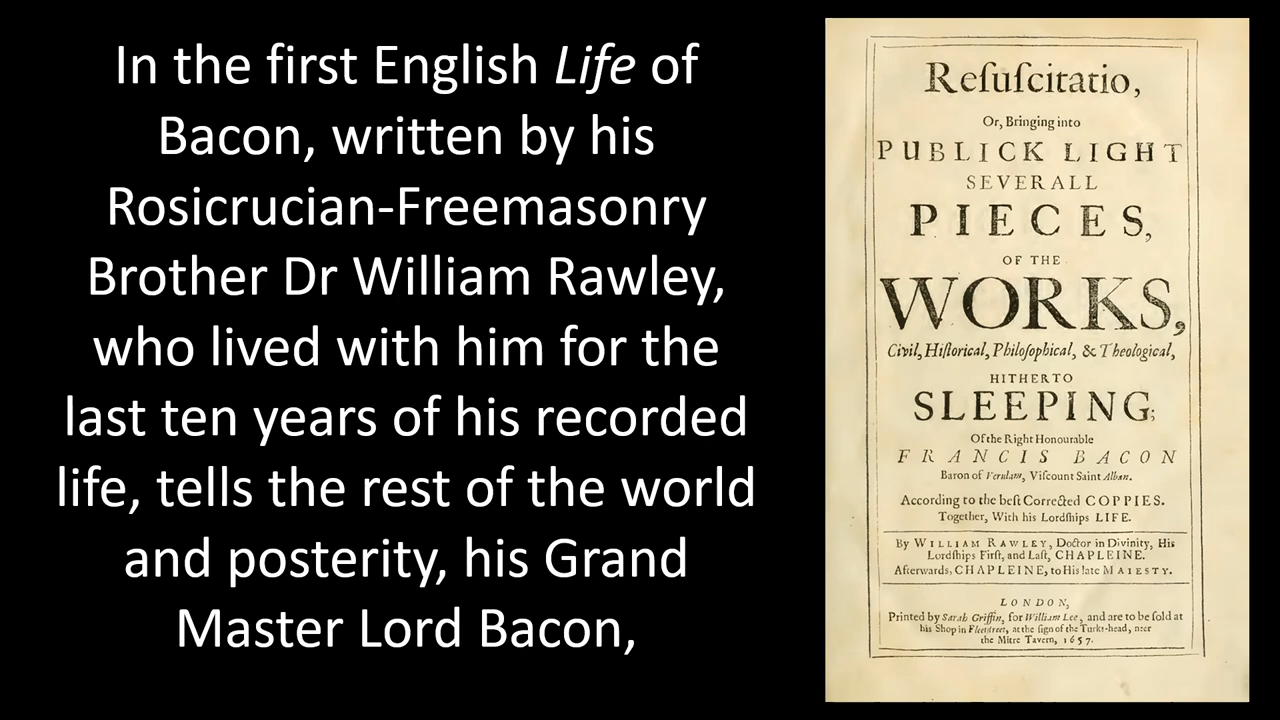 In the first English Life of
Bacon, written by his
Rosicrucian-Freemasonry
Brother Dr William Rawley,
who lived with him for the
last ten years of his recorded
life, tells the rest of the world
and posterity, his Grand
Master Lord Bacon,
Reſuſcitatio,
Or, Bringing into
PUBLICK LIGHT
SEVERALL
PIECES,
OF THE
WORKS,
Civil, Hiſtorical, Philoſophical, & Theological,
HITHERTO
SLEEPING;
Of the Right Honourable
FRANCIS BACON
Baron of Verulam, Viſcount Saint Alban.
According to the beſt Corrected COPPIES.
Together, With his Lordſhips LIFE.
By WILLIAM RAWLEY, Doctor in Divinity, His
Lordſhips Firſt, and Laſt, CHAPLEINE.
Afterwards, CHAPLEINE, to His late MAIESTY.
LONDON,
Printed by Sarah Griffin, for William Lee, and are to be ſold at
his Shop in Fleetſtreet, at the ſign of the Turks-head, neer
the Mitre Tavern, 1657.